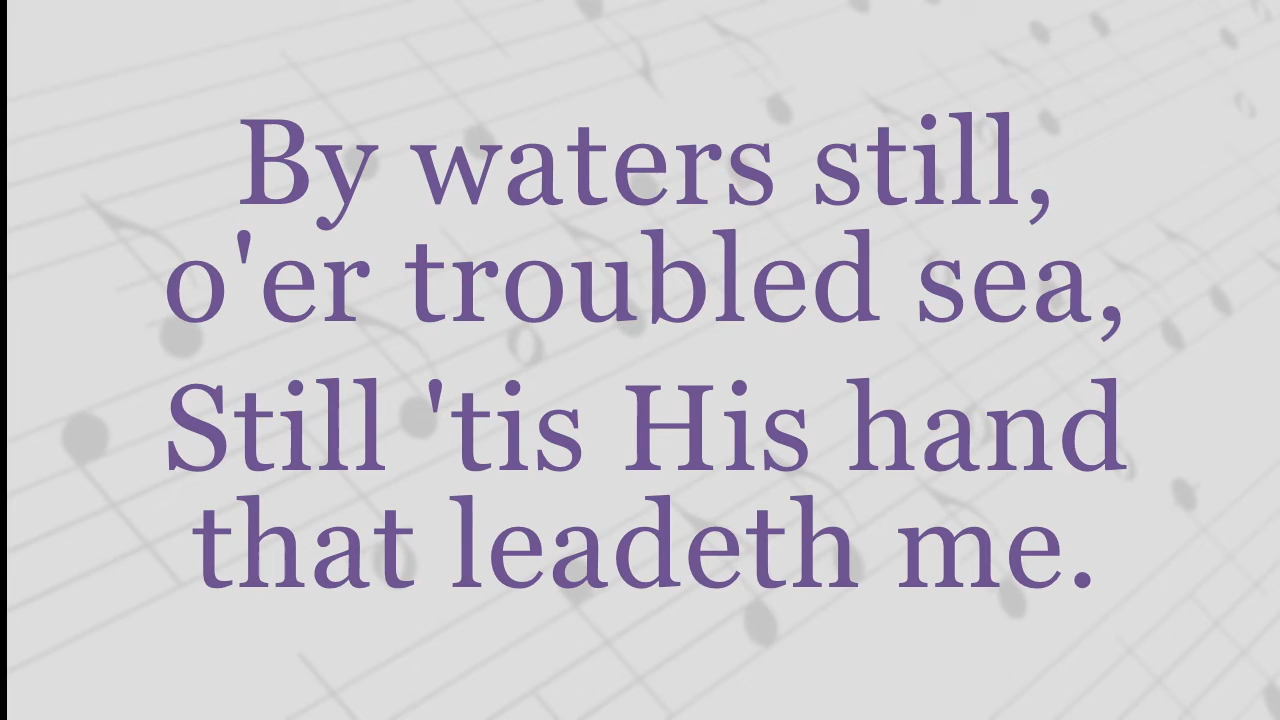 By waters still,
o'er troubled sea,
Still 'tis His hand
that leadeth me.